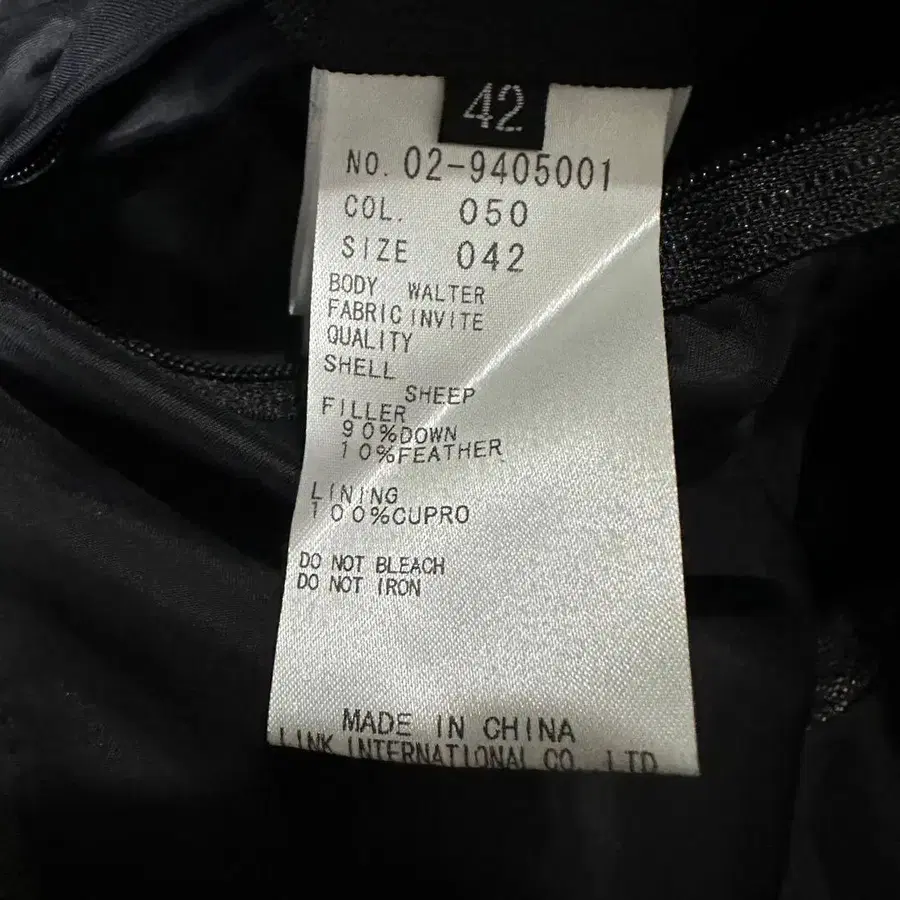 42
NO. 02-9405001
COL. 050
SIZE 042
BODY WALTER
FABRIC INVITE
QUALITY
SHELL
SHEEP
FILLER
90%DOWN
10%FEATHER
LINING
100%CUPRO
DO NOT BLEACH
DO NOT IRON
MADE IN CHINA
LINK INTERNATIONAL CO., LTD